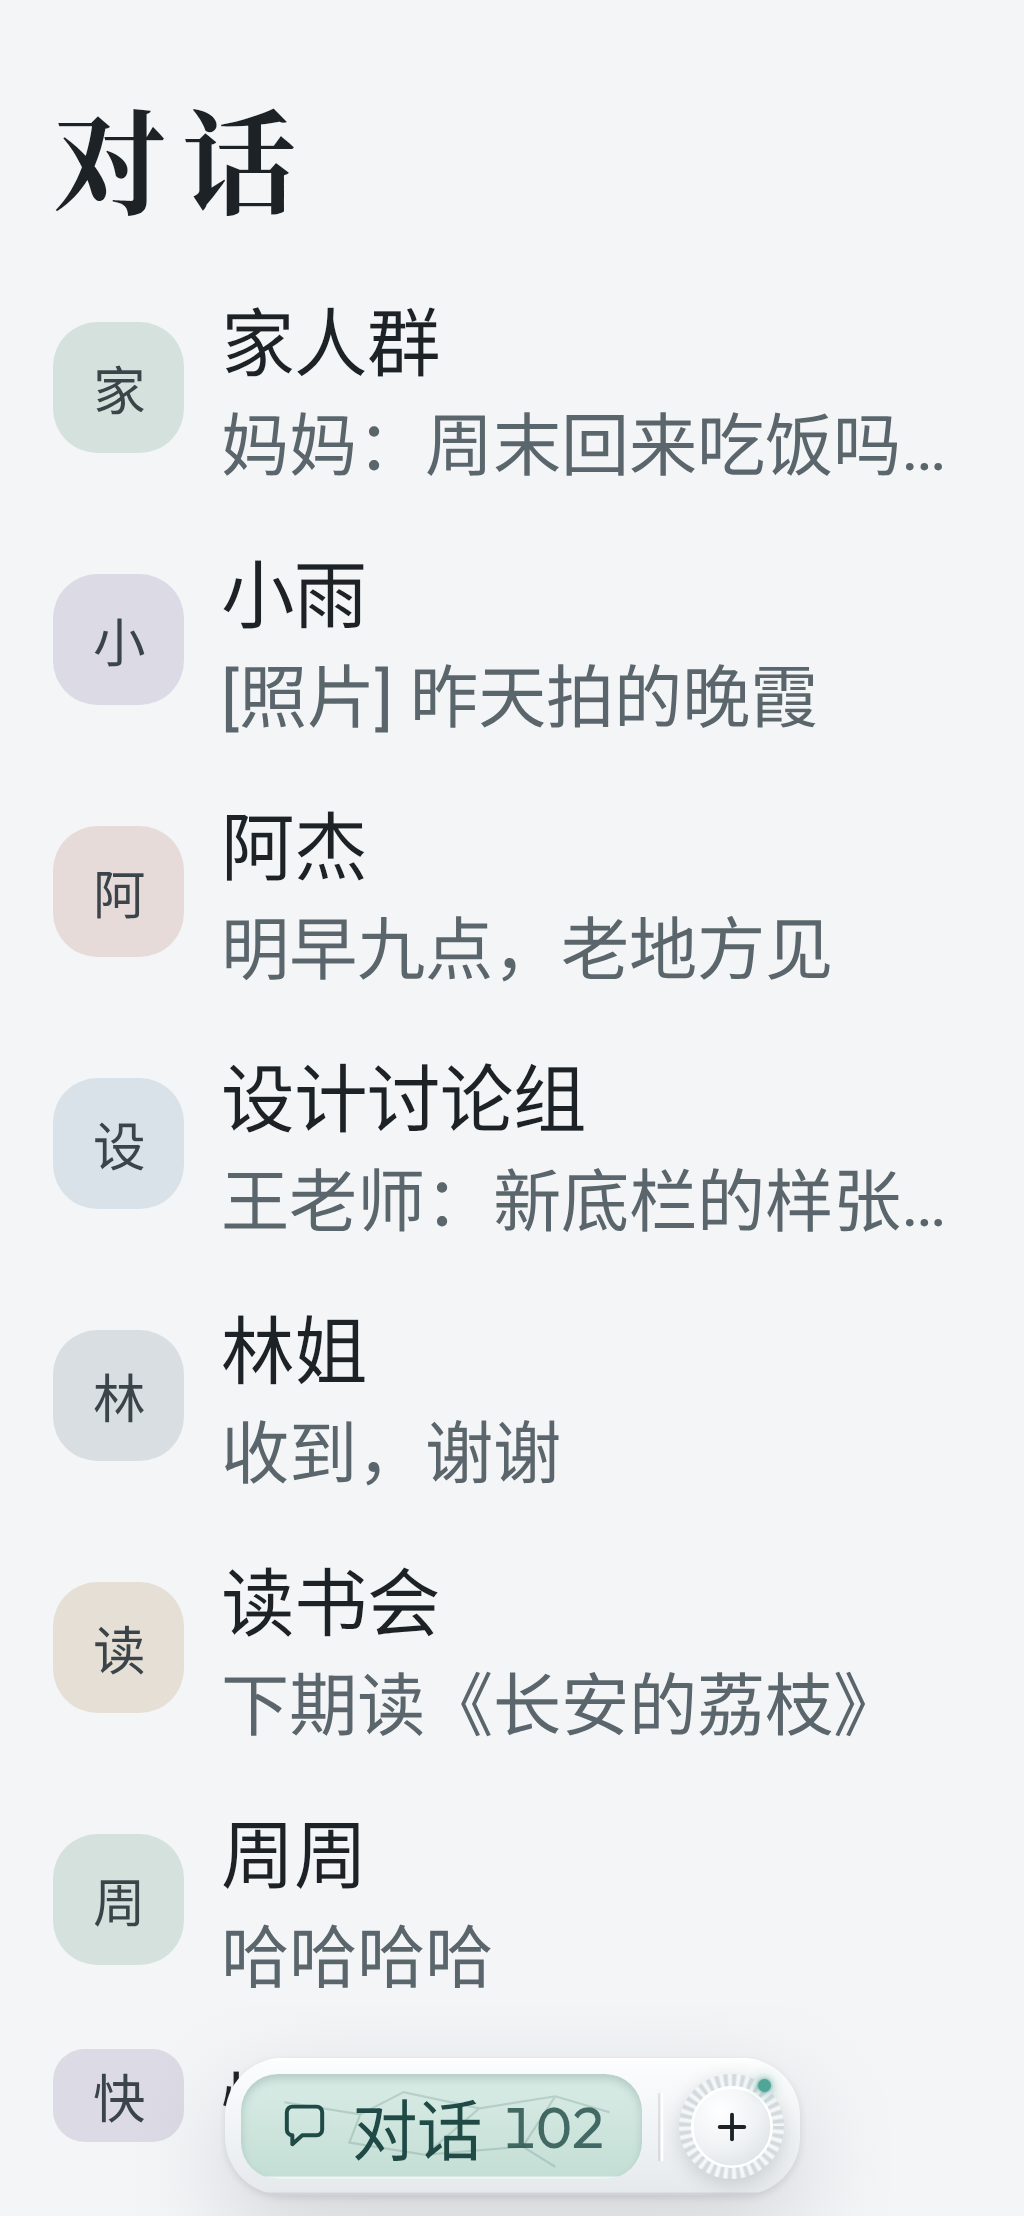 对话
家
家人群
妈妈：周末回来吃饭吗...
小
小雨
[照片] 昨天拍的晚霞
阿
阿杰
明早九点，老地方见
设
设计讨论组
王老师：新底栏的样张...
林
林姐
收到，谢谢
读
读书会
下期读《长安的荔枝》
周
周周
哈哈哈哈
快
对话 102
+